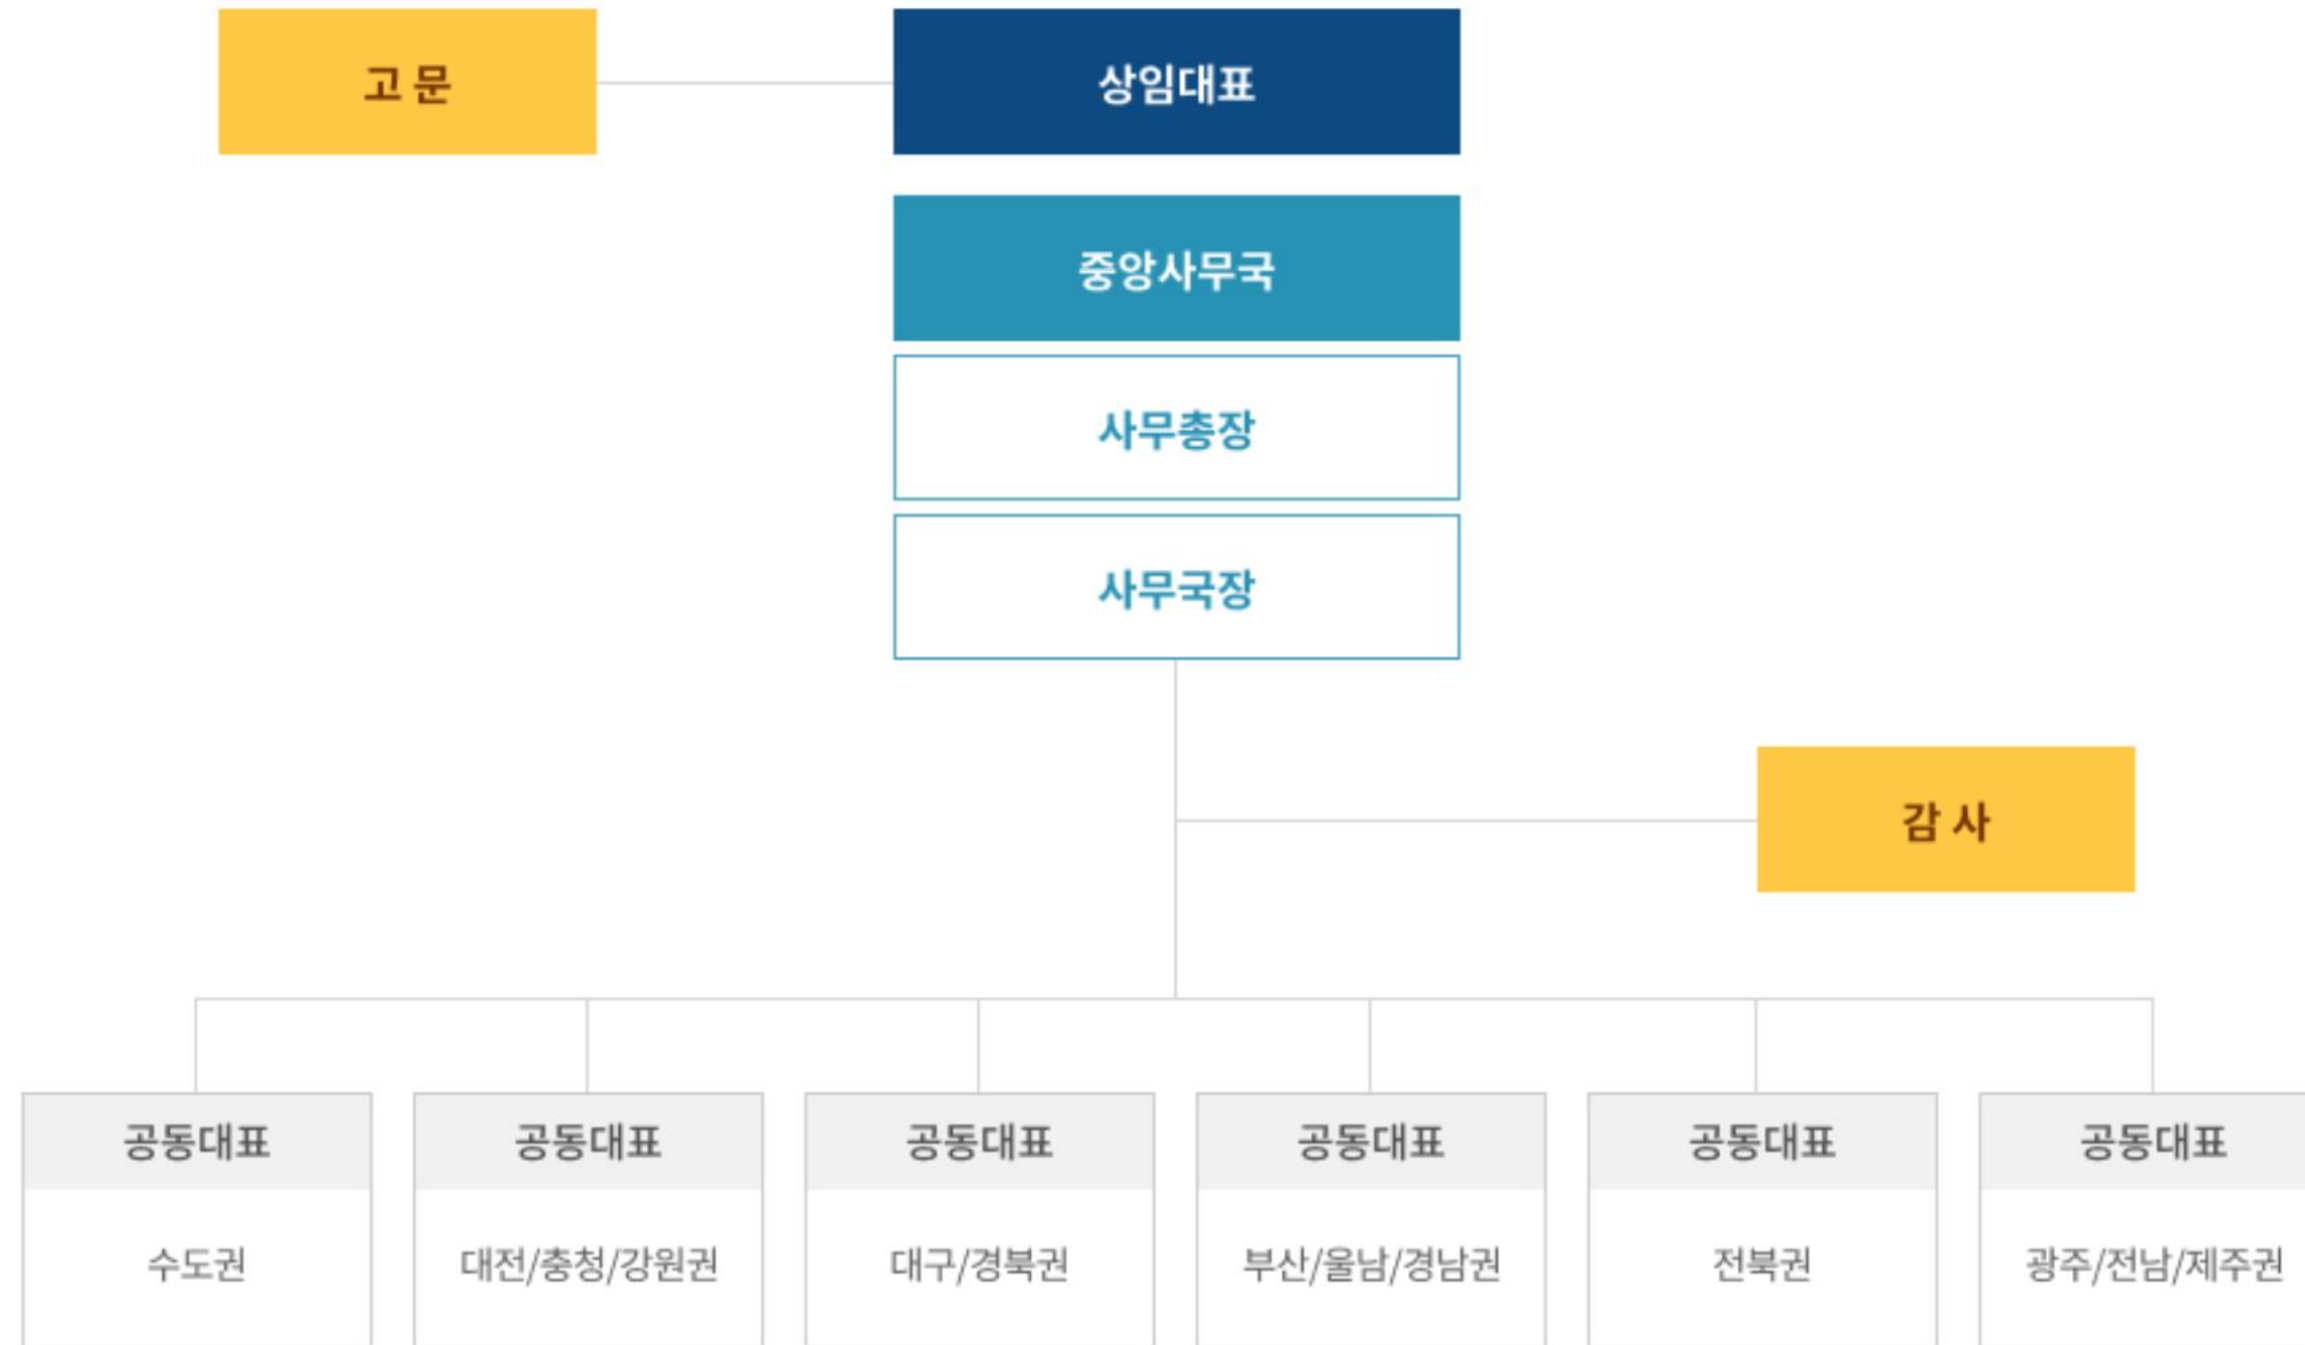 고 문
상임대표
중앙사무국
사무총장
사무국장
감 사
공동대표 공동대표 공동대표 공동대표 공동대표 공동대표
수도권 대전/충청/강원권 대구/경북권 부산/울남/경남권 전북권 광주/전남/제주권